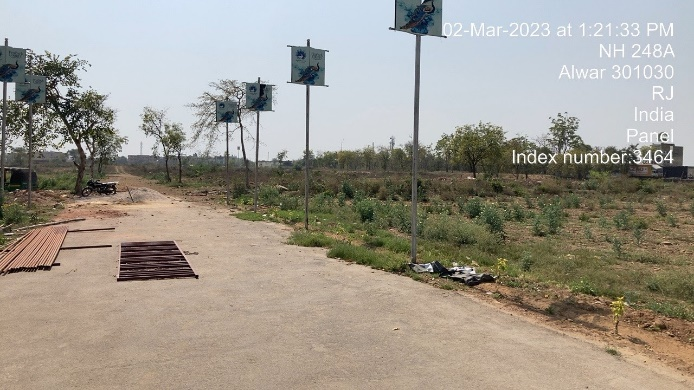 02-Mar-2023 at 1:21:33 PM
NH 248A
Alwar 301030
RJ
India
Panel
Index number:3464